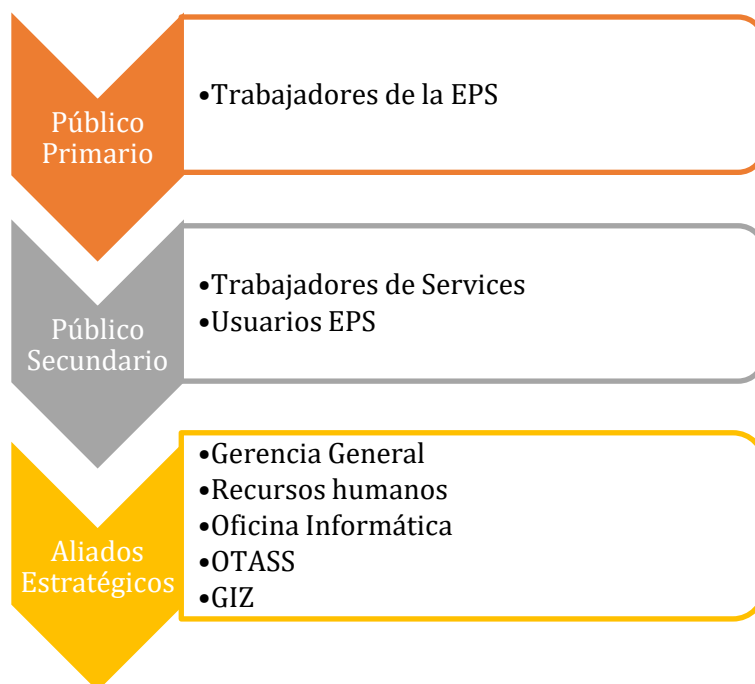 Público
Primario
•Trabajadores de la EPS
Público
Secundario
•Trabajadores de Services
•Usuarios EPS
Aliados
Estratégicos
•Gerencia General
•Recursos humanos
•Oficina Informática
•OTASS
•GIZ